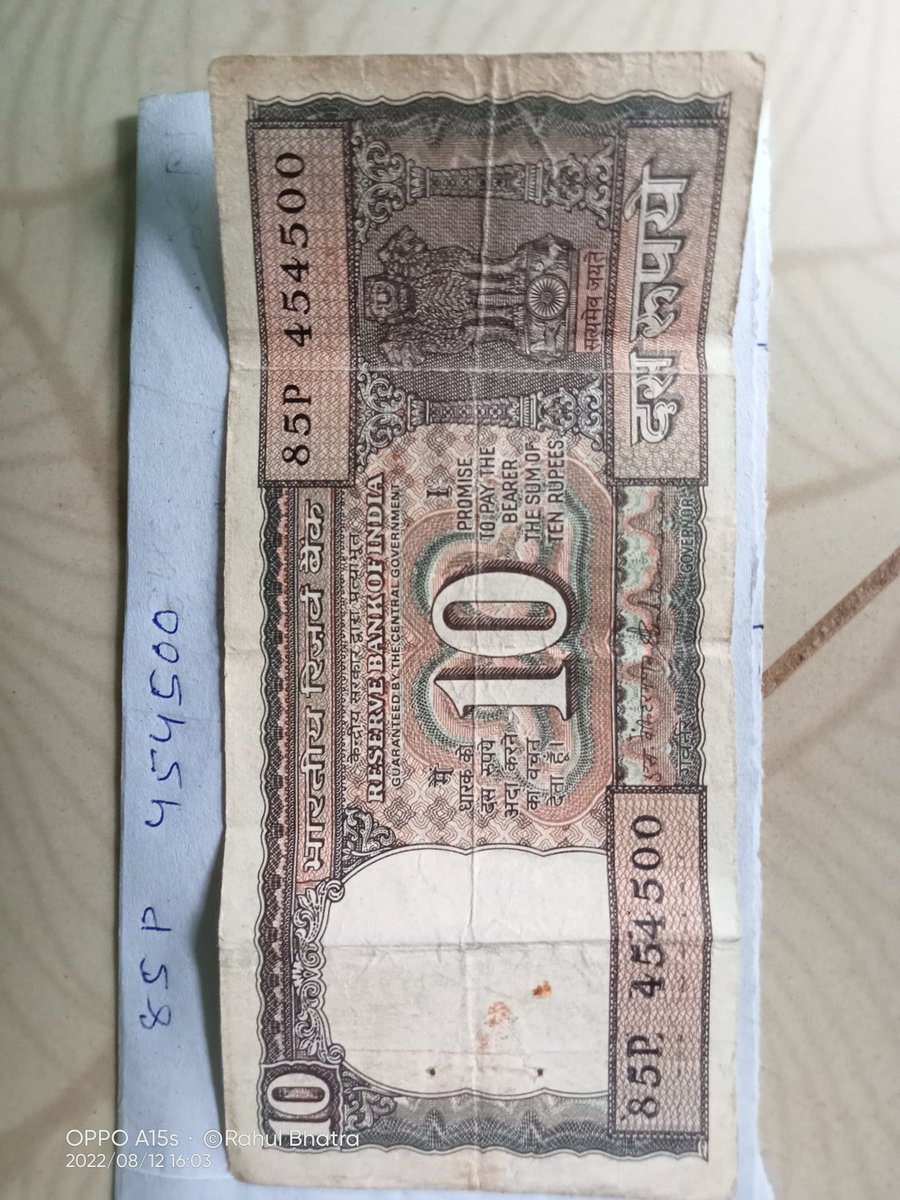 85P 454500
सत्यमेव जयते
दस रूपये
भारतीय रिज़र्व बैंक
केन्द्रीय सरकार द्वारा प्रत्याभूत
RESERVE BANK OF INDIA
GUARANTEED BY THE CENTRAL GOVERNMENT
मैं
धारक को
दस रुपये
अदा करने
का वचन
देता हूँ।
10
I
PROMISE
TO PAY THE
BEARER
THE SUM OF
TEN RUPEES
गवर्नर
GOVERNOR
10
85P 454500
85P 454500
OPPO A15s · ©Rahul Bhatra
2022/08/12 16:03